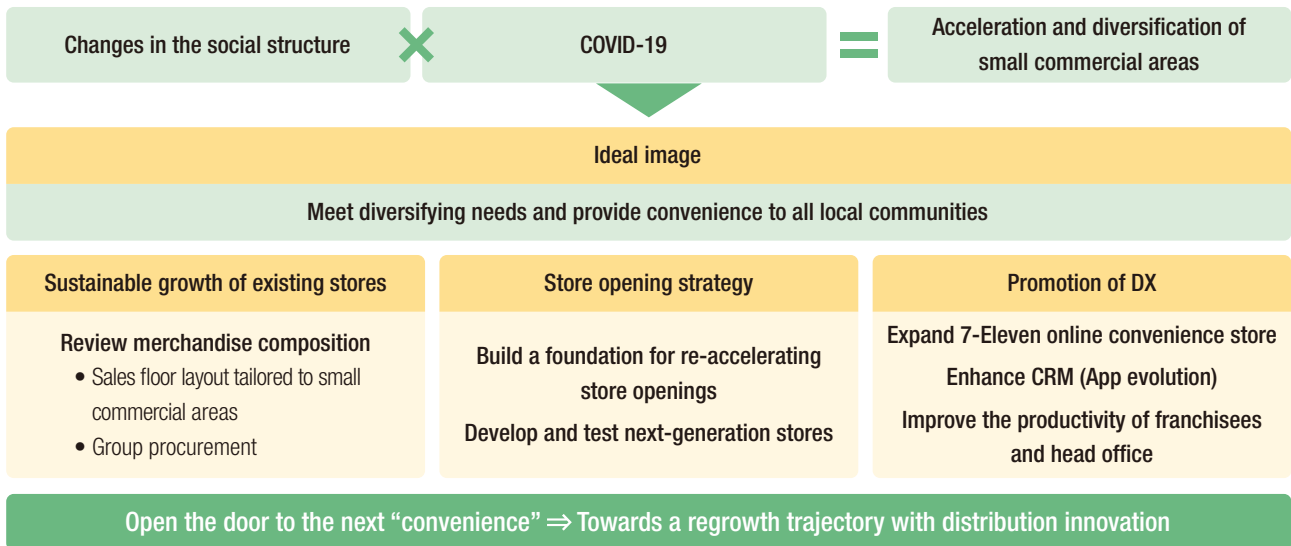 Changes in the social structure
×
COVID-19
=
Acceleration and diversification of
small commercial areas
Ideal image
Meet diversifying needs and provide convenience to all local communities
Sustainable growth of existing stores
Review merchandise composition
• Sales floor layout tailored to small
commercial areas
• Group procurement
Store opening strategy
Build a foundation for re-accelerating
store openings
Develop and test next-generation stores
Promotion of DX
Expand 7-Eleven online convenience store
Enhance CRM (App evolution)
Improve the productivity of franchisees
and head office
Open the door to the next “convenience” ⇒ Towards a regrowth trajectory with distribution innovation